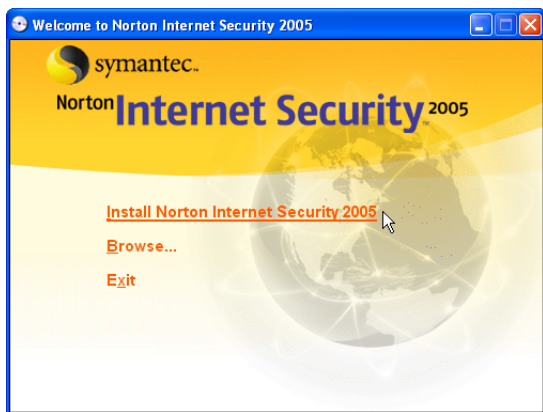 Welcome to Norton Internet Security 2005
symantec.
Norton Internet Security 2005
Install Norton Internet Security 2005
Browse...
Exit